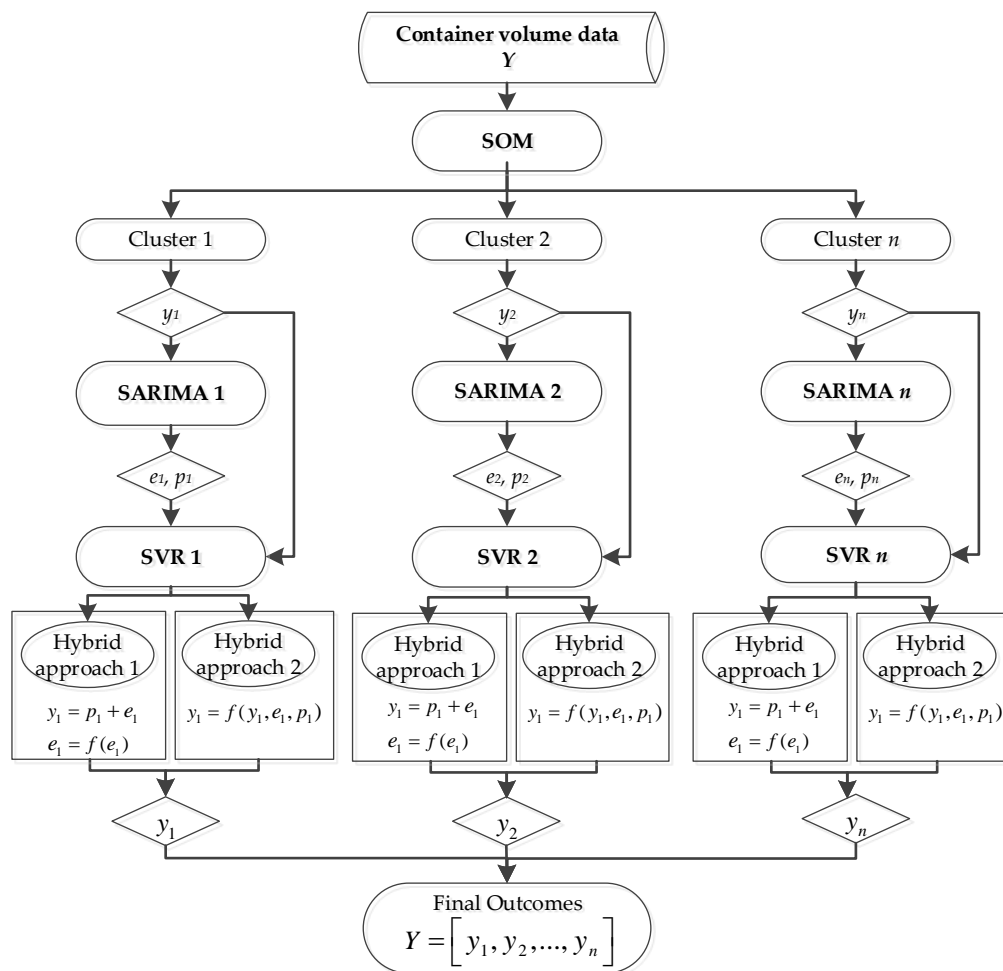 Container volume data
Y
SOM
Cluster 1
Cluster 2
Cluster n
y1
y2
yn
SARIMA 1
SARIMA 2
SARIMA n
e1, p1
e2, p2
en, pn
SVR 1
SVR 2
SVR n
Hybrid
approach 1
y₁ = p₁ + e₁
e₁ = f(e₁)
Hybrid
approach 2
y₁ = f(y₁, e₁, p₁)
Hybrid
approach 1
y₁ = p₁ + e₁
e₁ = f(e₁)
Hybrid
approach 2
y₁ = f(y₁, e₁, p₁)
Hybrid
approach 1
y₁ = p₁ + e₁
e₁ = f(e₁)
Hybrid
approach 2
y₁ = f(y₁, e₁, p₁)
y₁
y₂
yₙ
Final Outcomes
Y = [y₁, y₂,..., yₙ]